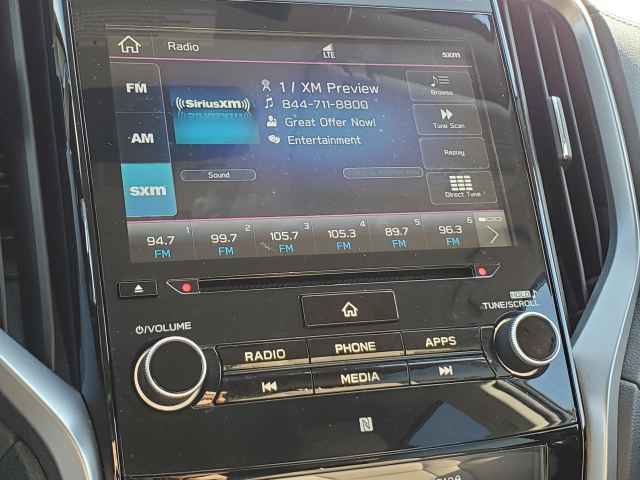 Radio
LTE
sxm
FM
AM
sxm
((SiriusXM))
1 / XM Preview
844-711-8800
Great Offer Now!
Entertainment
Browse
Tune Scan
Replay
Direct Tune
Sound
1
94.7
FM
2
99.7
FM
3
105.7
FM
4
105.3
FM
5
89.7
FM
6
96.3
FM
VOLUME
TUNE/SCROLL
RADIO
PHONE
APPS
MEDIA
N